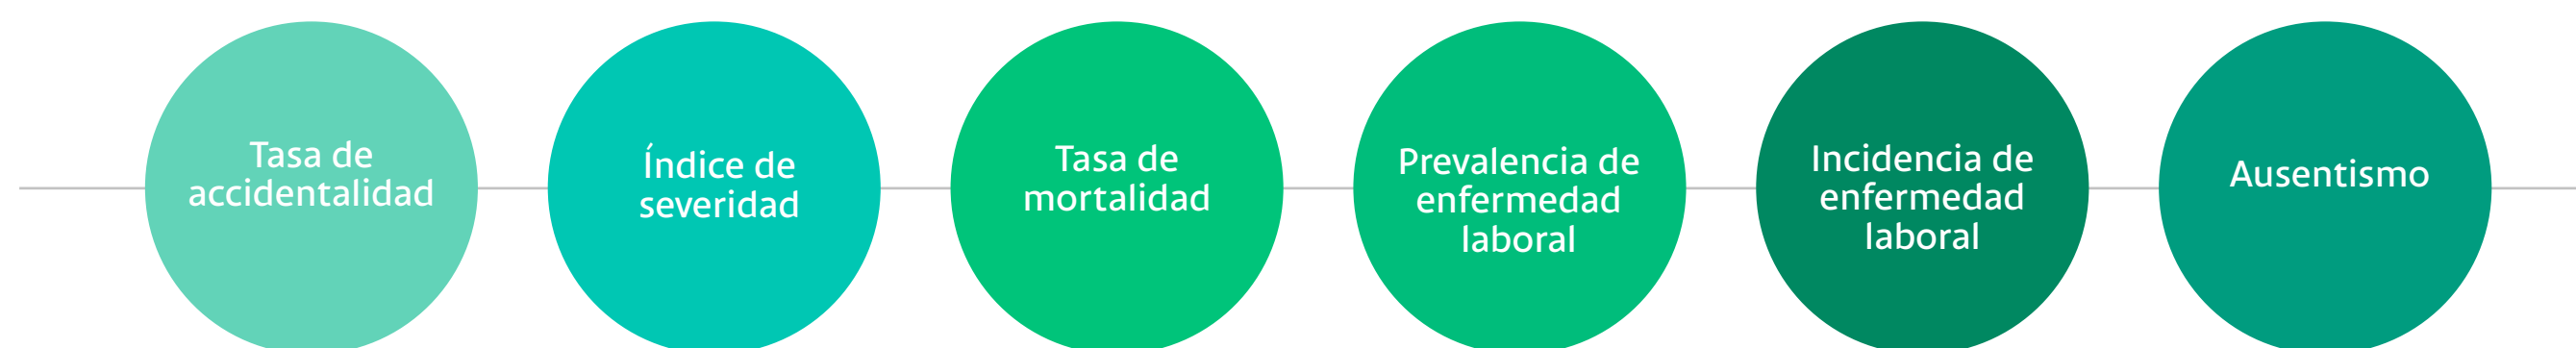 Tasa de
accidentalidad
Índice de
severidad
Tasa de
mortalidad
Prevalencia de
enfermedad
laboral
Incidencia de
enfermedad
laboral
Ausentismo